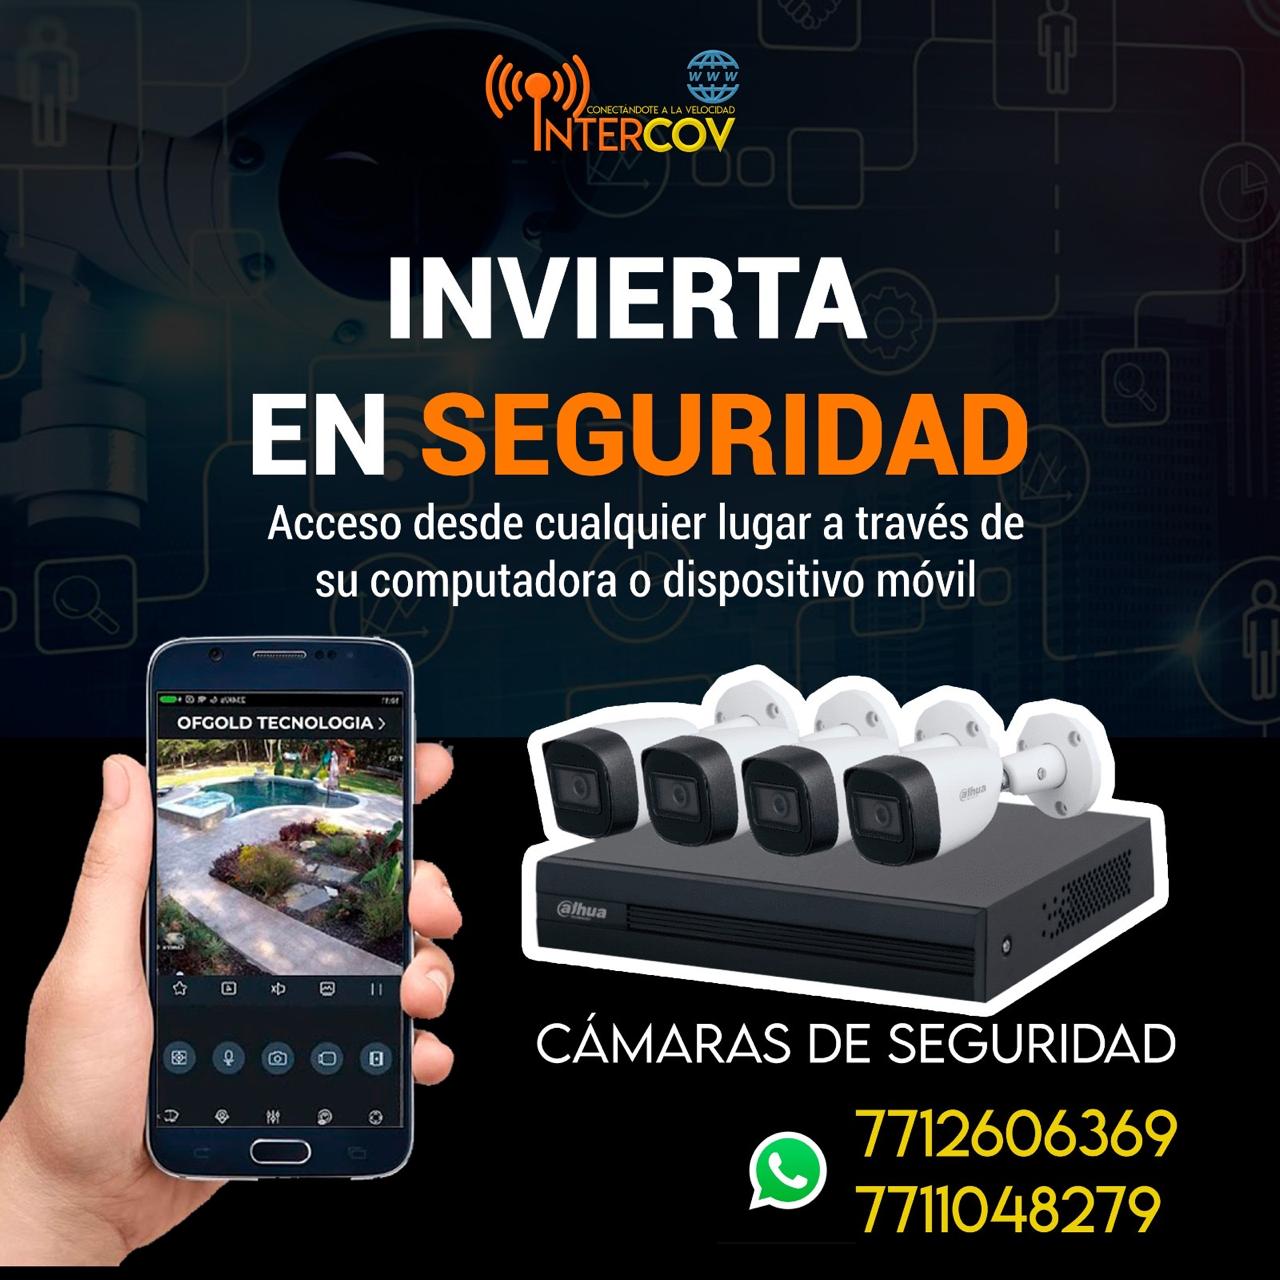 WWW
CONECTÁNDOTE A LA VELOCIDAD
INTERCOV
INVIERTA
EN SEGURIDAD
Acceso desde cualquier lugar a través de
su computadora o dispositivo móvil
OFGOLD TECNOLOGIA >
alhua
alhua
CÁMARAS DE SEGURIDAD
7712606369
7711048279